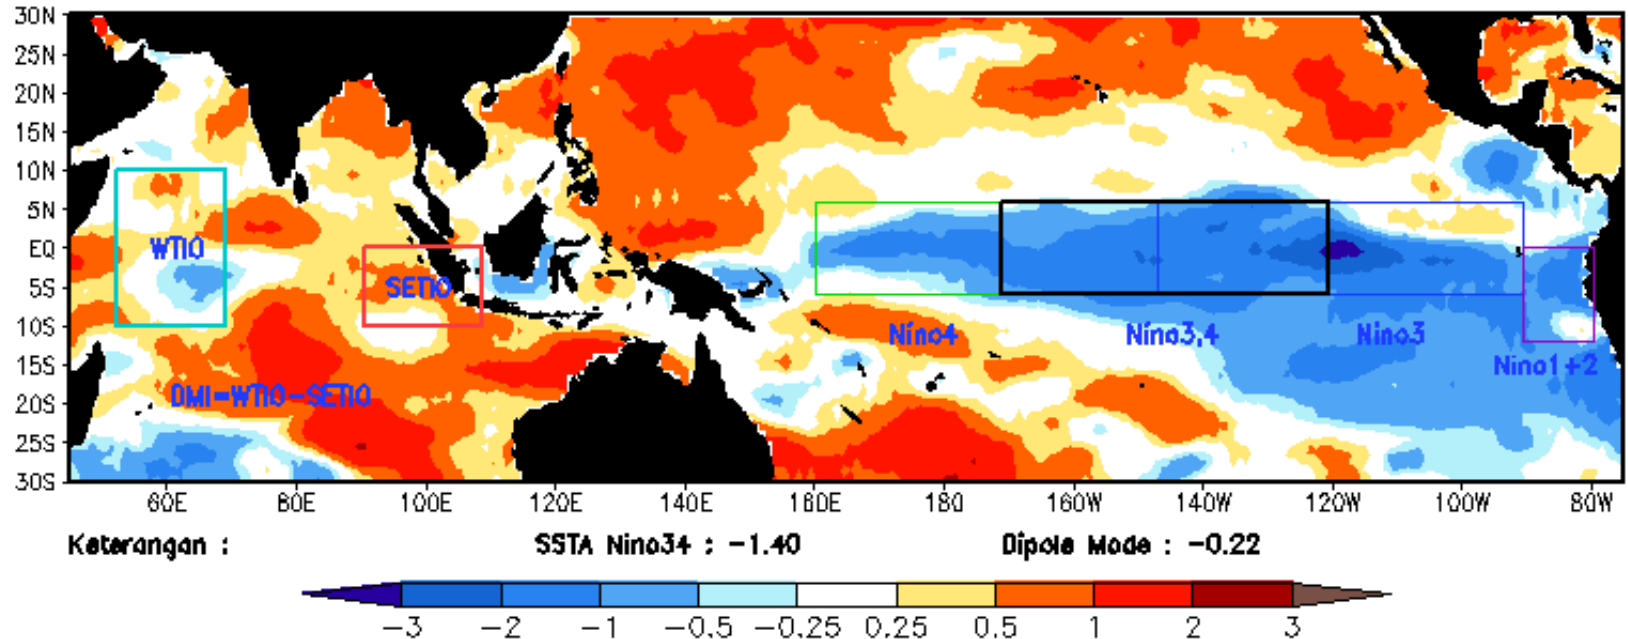 30N
25N
20N
15N
10N
5N
EQ
5S
10S
15S
20S
25S
30S
WTIO
SETIO
DMI=WTIO-SETIO
Nino4
Nino3,4
Nino3
Nino1+2
60E 80E 100E 120E 140E 160E 180 160W 140W 120W 100W 80W
Keterangan : SSTA Nino34 : -1.40 Dipole Mode : -0.22
-3 -2 -1 -0.5 -0.25 0.25 0.5 1 2 3